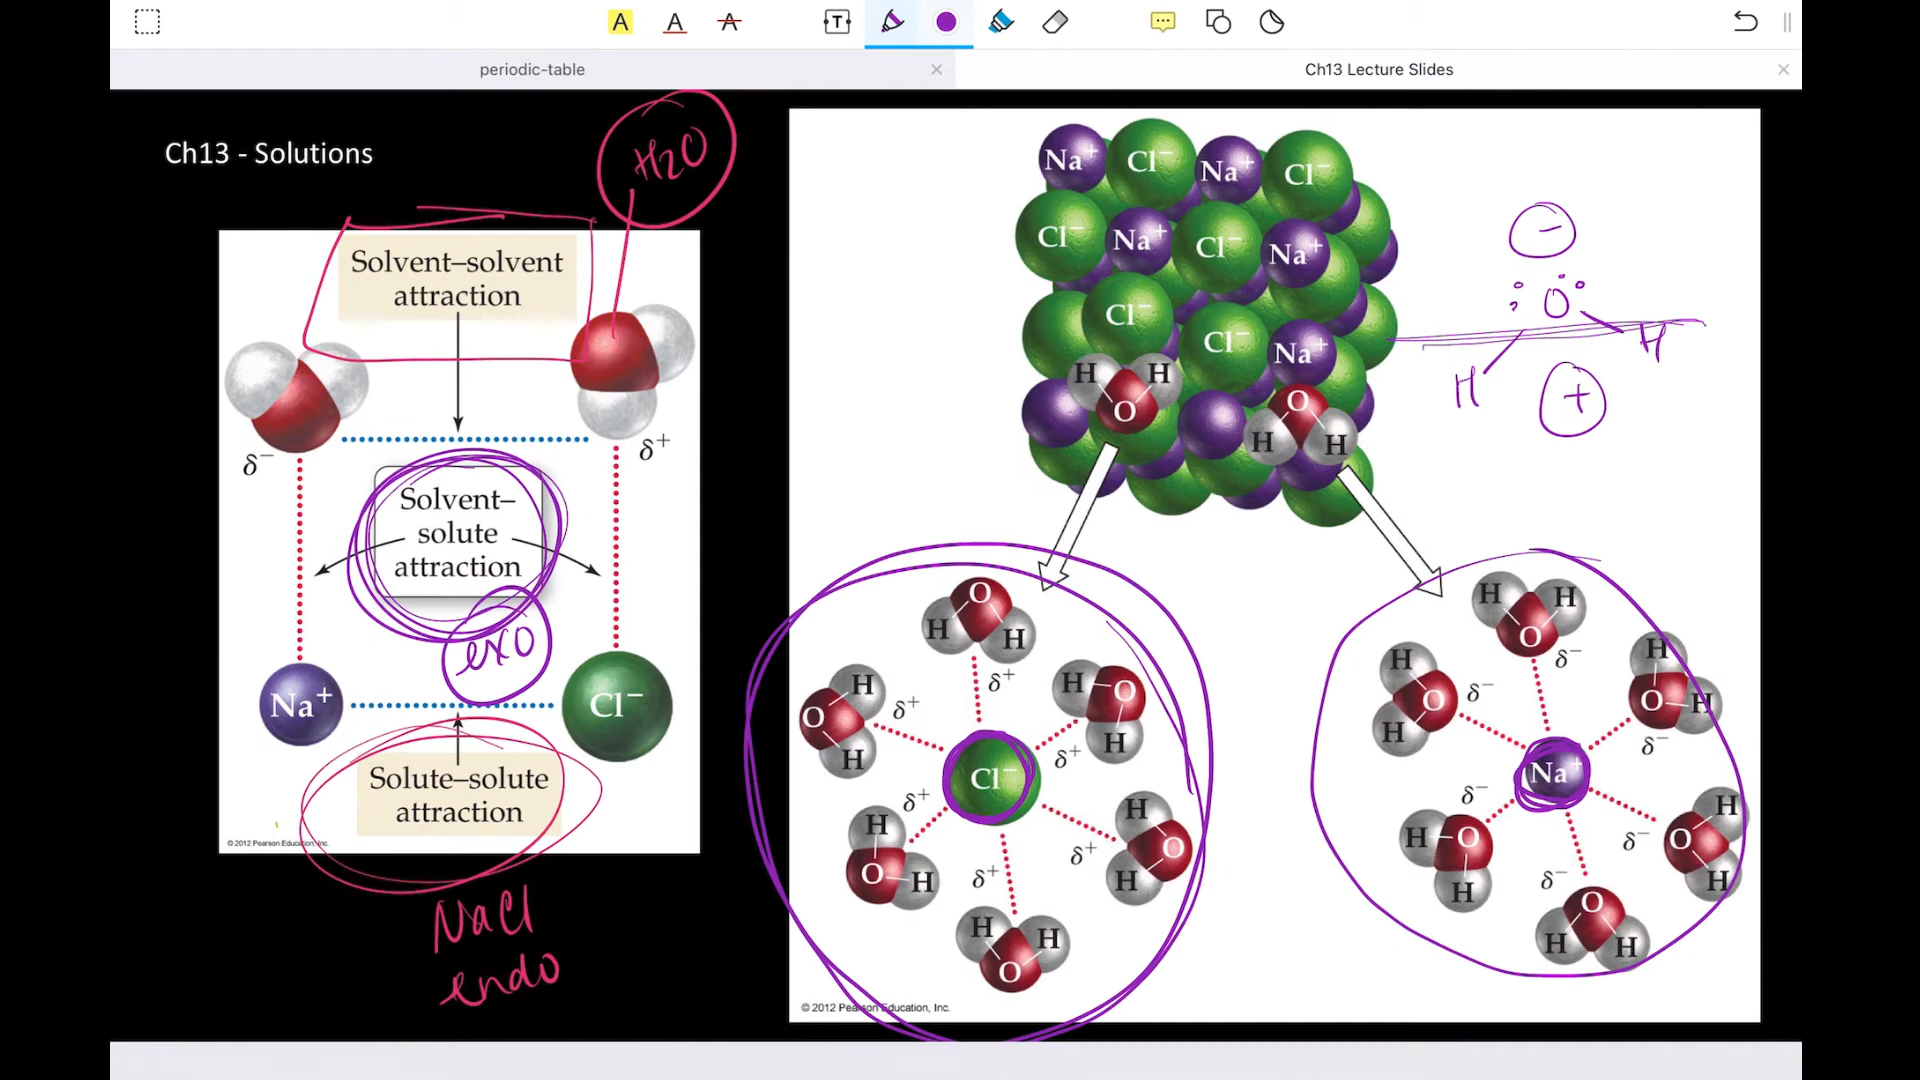 A A A T
periodic-table
Ch13 Lecture Slides
Ch13 - Solutions
H2O
Solvent–solvent
attraction
δ−
δ+
Solvent–
solute
attraction
exo
Na+
Cl−
Solute–solute
attraction
© 2012 Pearson Education, Inc.
NaCl
endo
Na+ Cl− Na+ Cl−
Cl− Na+ Cl− Na+
Cl−
Cl− Na+
H H
O
O
H H
−
O
H H
+
O
H H
δ+
H O
H
δ+
O H
H
δ+
Cl−
H
O H
δ+
H
O
H
δ+
H H
O
δ+
H H
O
δ−
H
O
H
δ−
H
O H
δ−
Na+
H O
H
δ−
H
O
H
δ−
O
H H
δ−
© 2012 Pearson Education, Inc.